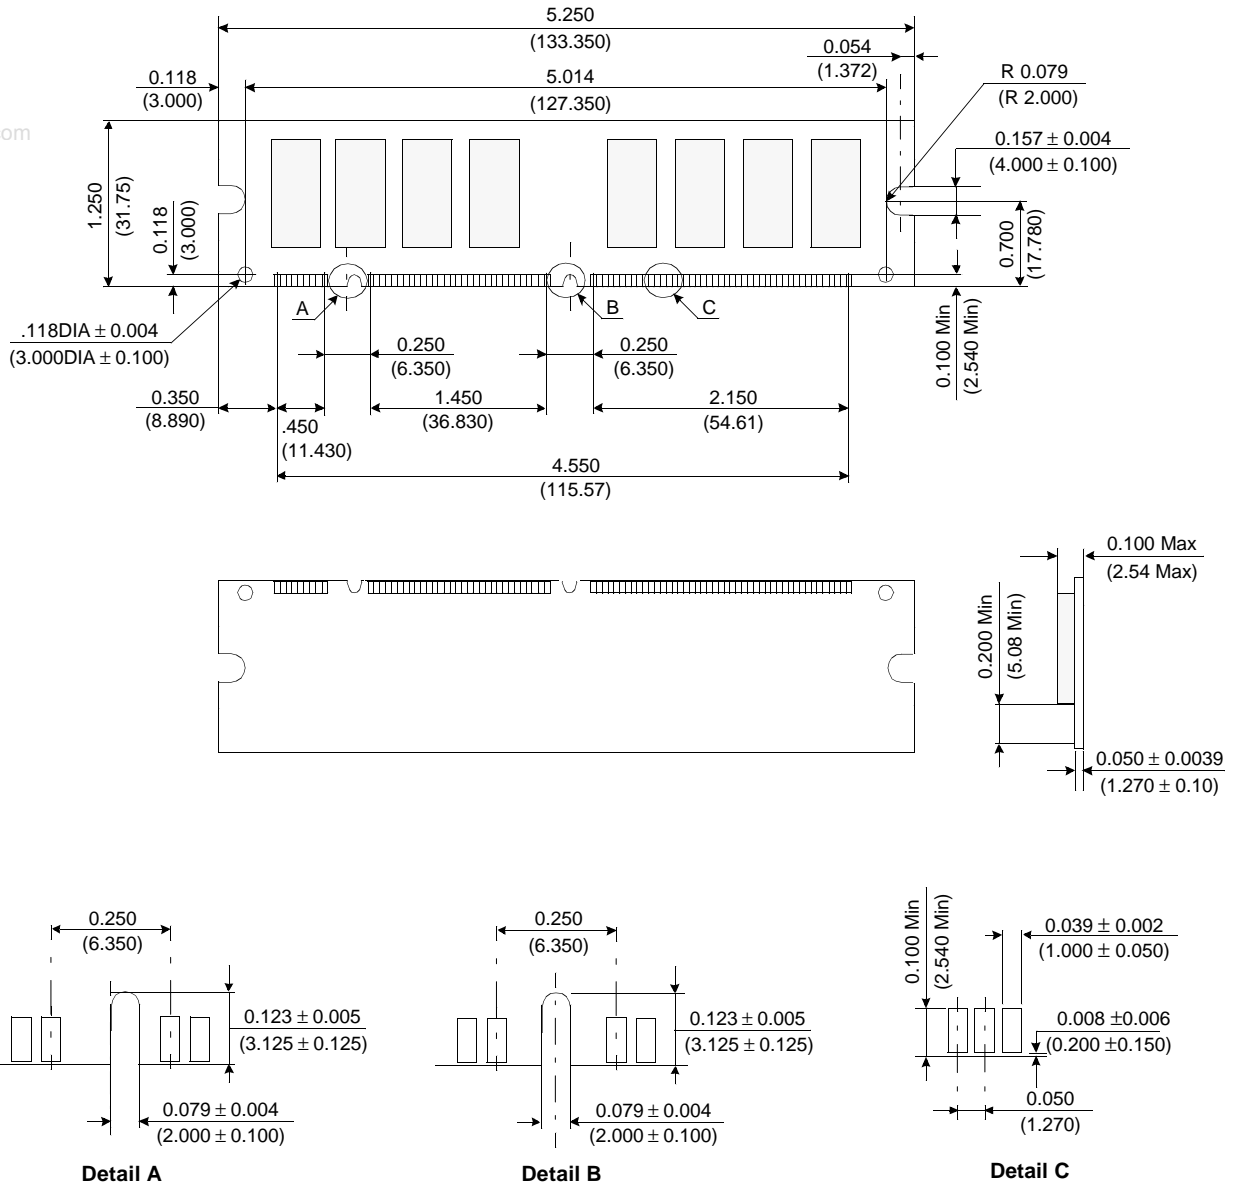 5.250
(133.350)
0.054
(1.372)
R 0.079
(R 2.000)
0.118
(3.000)
5.014
(127.350)
om
0.157 ± 0.004
(4.000 ± 0.100)
1.250
(31.75)
0.118
(3.000)
0.700
(17.780)
A
B
C
.118DIA ± 0.004
(3.000DIA ± 0.100)
0.250
(6.350)
0.250
(6.350)
0.100 Min
(2.540 Min)
0.350
(8.890)
.450
(11.430)
1.450
(36.830)
2.150
(54.61)
4.550
(115.57)
0.100 Max
(2.54 Max)
0.200 Min
(5.08 Min)
0.050 ± 0.0039
(1.270 ± 0.10)
0.250
(6.350)
0.123 ± 0.005
(3.125 ± 0.125)
0.079 ± 0.004
(2.000 ± 0.100)
Detail A
0.250
(6.350)
0.123 ± 0.005
(3.125 ± 0.125)
0.079 ± 0.004
(2.000 ± 0.100)
Detail B
0.100 Min
(2.540 Min)
0.039 ± 0.002
(1.000 ± 0.050)
0.008 ±0.006
(0.200 ±0.150)
0.050
(1.270)
Detail C